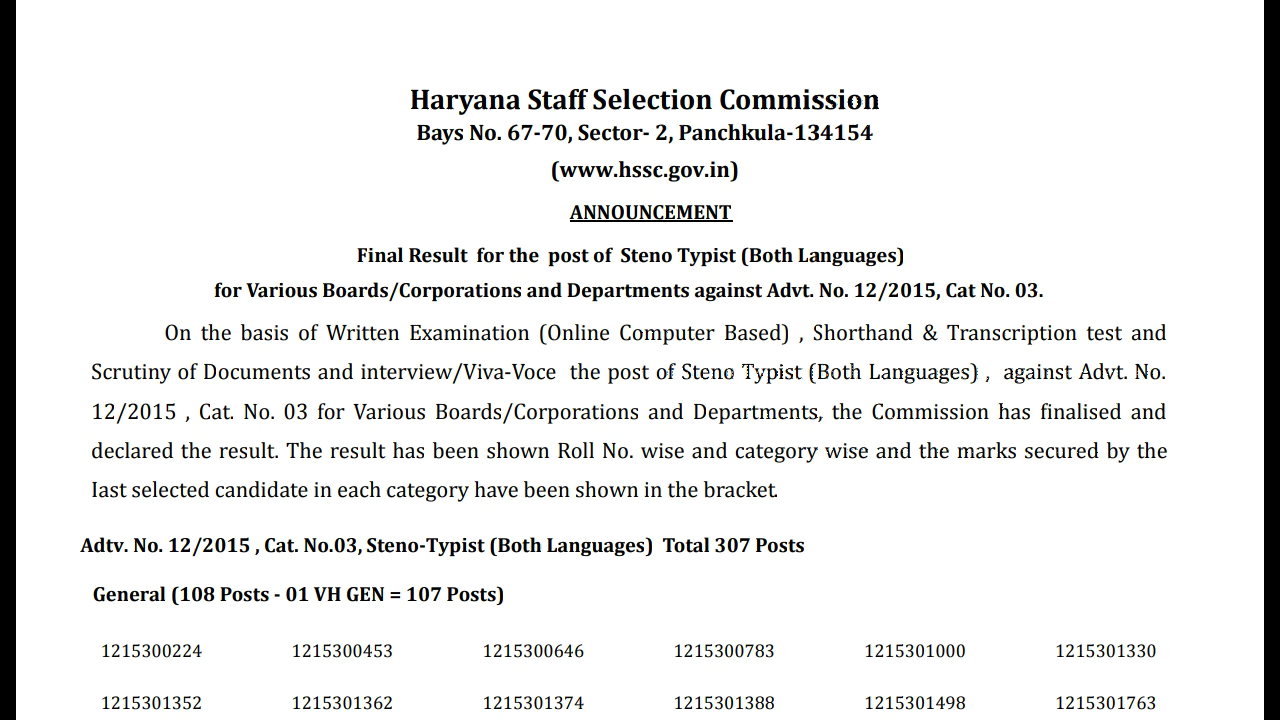 Haryana Staff Selection Commission
Bays No. 67-70, Sector- 2, Panchkula-134154
(www.hssc.gov.in)
ANNOUNCEMENT
Final Result for the post of Steno Typist (Both Languages)
for Various Boards/Corporations and Departments against Advt. No. 12/2015, Cat No. 03.
On the basis of Written Examination (Online Computer Based) , Shorthand & Transcription test and
Scrutiny of Documents and interview/Viva-Voce the post of Steno Typist (Both Languages) , against Advt. No.
12/2015 , Cat. No. 03 for Various Boards/Corporations and Departments, the Commission has finalised and
declared the result. The result has been shown Roll No. wise and category wise and the marks secured by the
last selected candidate in each category have been shown in the bracket.
Adtv. No. 12/2015 , Cat. No.03, Steno-Typist (Both Languages) Total 307 Posts
General (108 Posts - 01 VH GEN = 107 Posts)
1215300224 1215300453 1215300646 1215300783 1215301000 1215301330
1215301352 1215301362 1215301374 1215301388 1215301498 1215301763